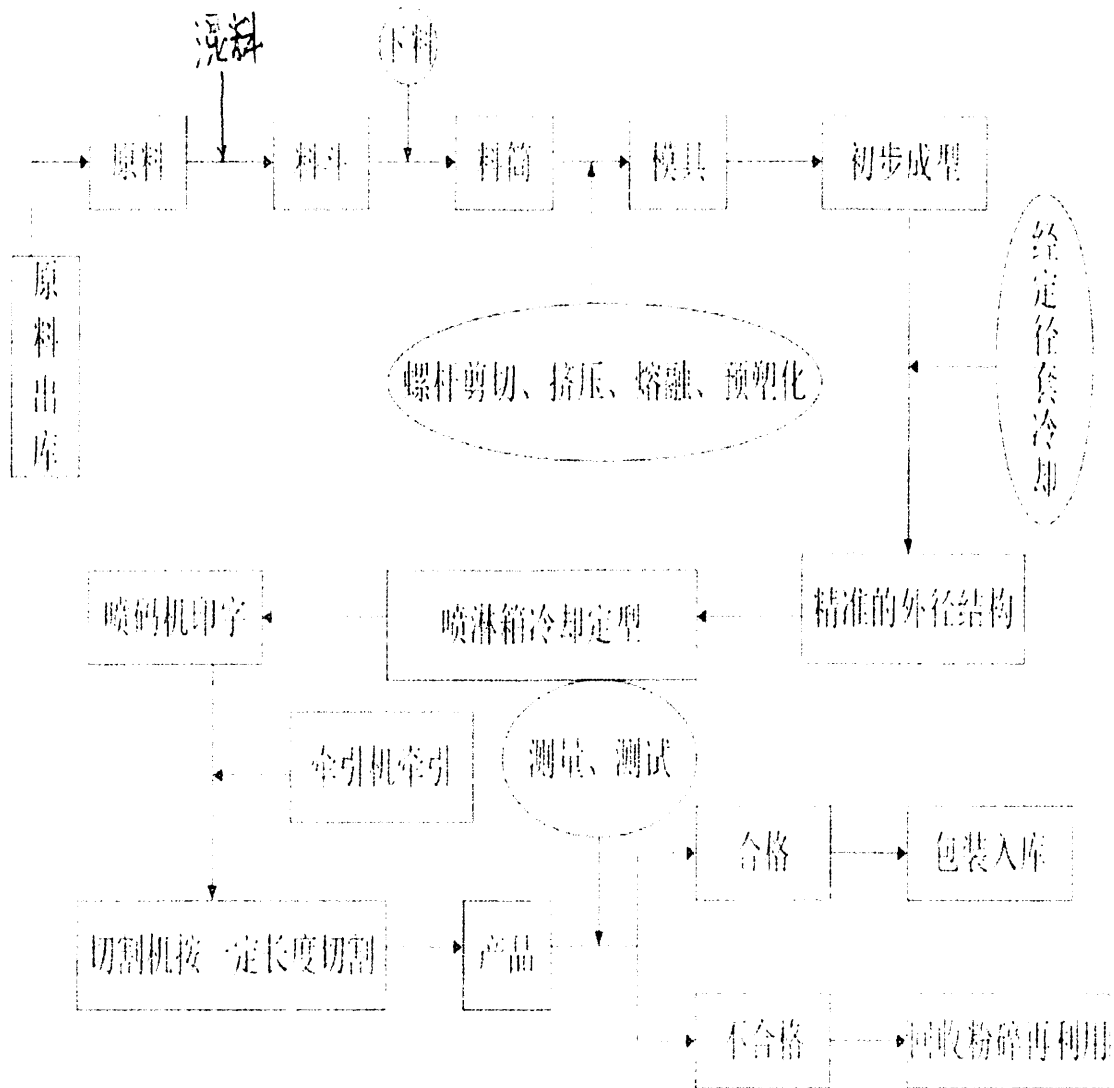 混料
下料
原料
料斗
料筒
模具
初步成型
原料出库
经定径套冷却
螺杆剪切、挤压、熔融、预塑化
喷码机印字
喷淋箱冷却定型
精准的外径结构
牵引机牵引
测量、测试
合格
包装入库
切割机按一定长度切割
产品
不合格
回收粉碎再利用